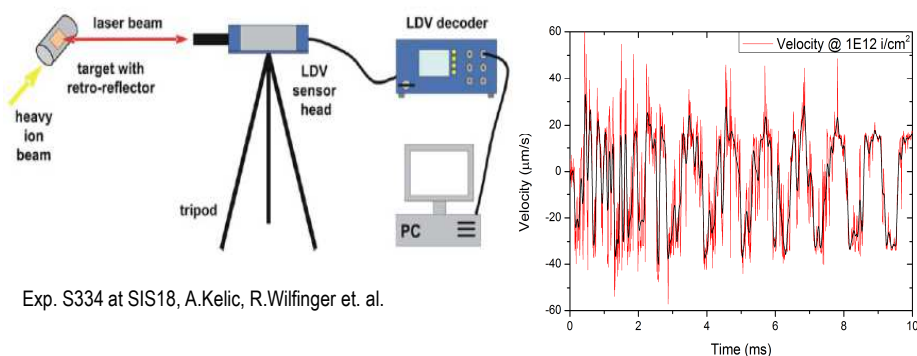 laser beam
target with
retro-reflector
heavy
ion
beam
LDV
sensor
head
tripod
LDV decoder
PC
Exp. S334 at SIS18, A.Kelic, R.Wilfinger et. al.
Velocity @ 1E12 i/cm²
Velocity (μm/s)
60
40
20
0
-20
-40
-60
0 2 4 6 8 10
Time (ms)